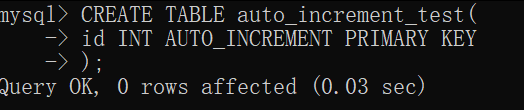 mysql> CREATE TABLE auto_increment_test(
    -> id INT AUTO_INCREMENT PRIMARY KEY
    -> );
Query OK, 0 rows affected (0.03 sec)